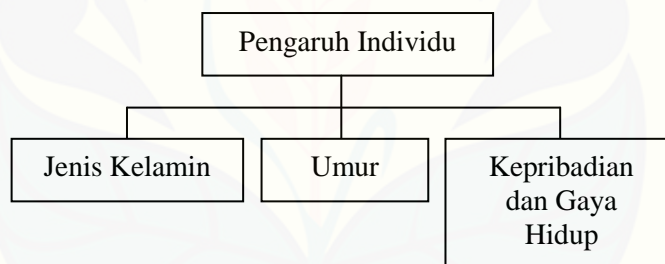 Pengaruh Individu
Jenis Kelamin
Umur
Kepribadian
dan Gaya
Hidup